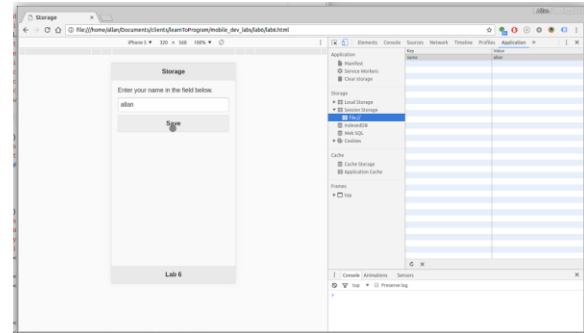 Storage
Allan
file:///home/allan/Documents/clients/learnToProgram/mobile_dev_labs/lab6/lab6.html
iPhone 5 ▼ 320 × 568 100% ▼
Elements Console Sources Network Timeline Profiles Application »
Storage
Enter your name in the field below.
allan
Save
Lab 6
Application
Manifest
Service Workers
Clear storage
Storage
Local Storage
Session Storage
file://
IndexedDB
Web SQL
Cookies
Cache
Cache Storage
Application Cache
Frames
top
Key Value
name allan
Console Animations Sensors
top ▼ Preserve log